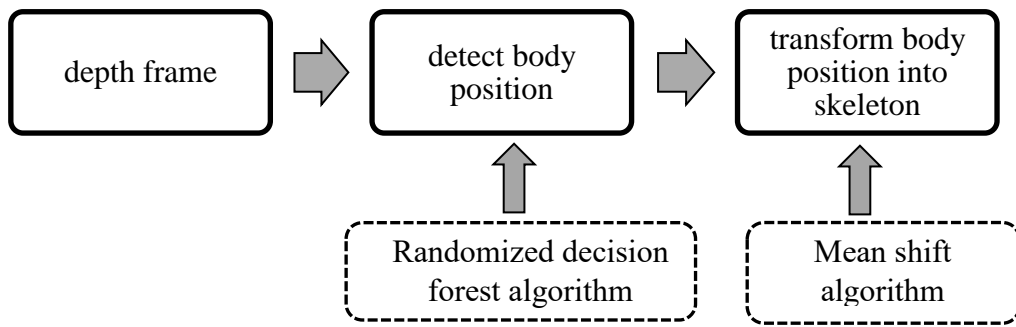 depth frame
detect body
position
transform body
position into
skeleton
Randomized decision
forest algorithm
Mean shift
algorithm